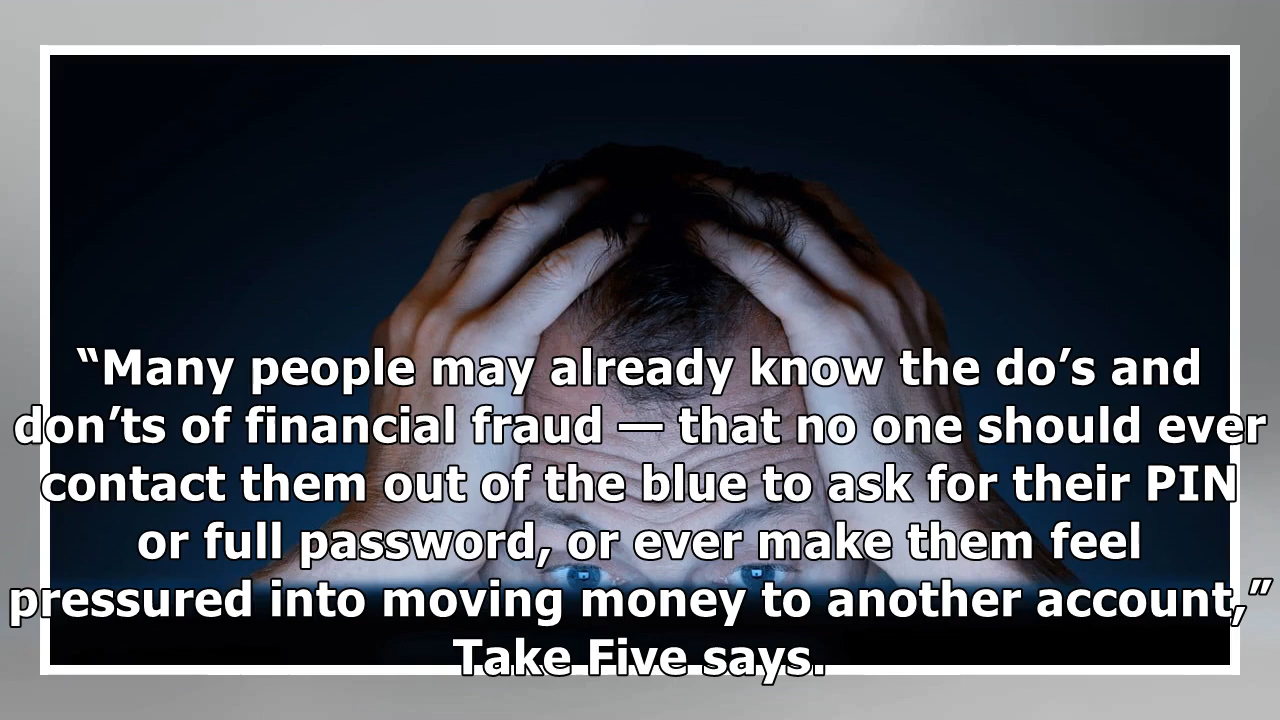 “Many people may already know the do’s and
don’ts of financial fraud — that no one should ever
contact them out of the blue to ask for their PIN
or full password, or ever make them feel
pressured into moving money to another account,”
Take Five says.